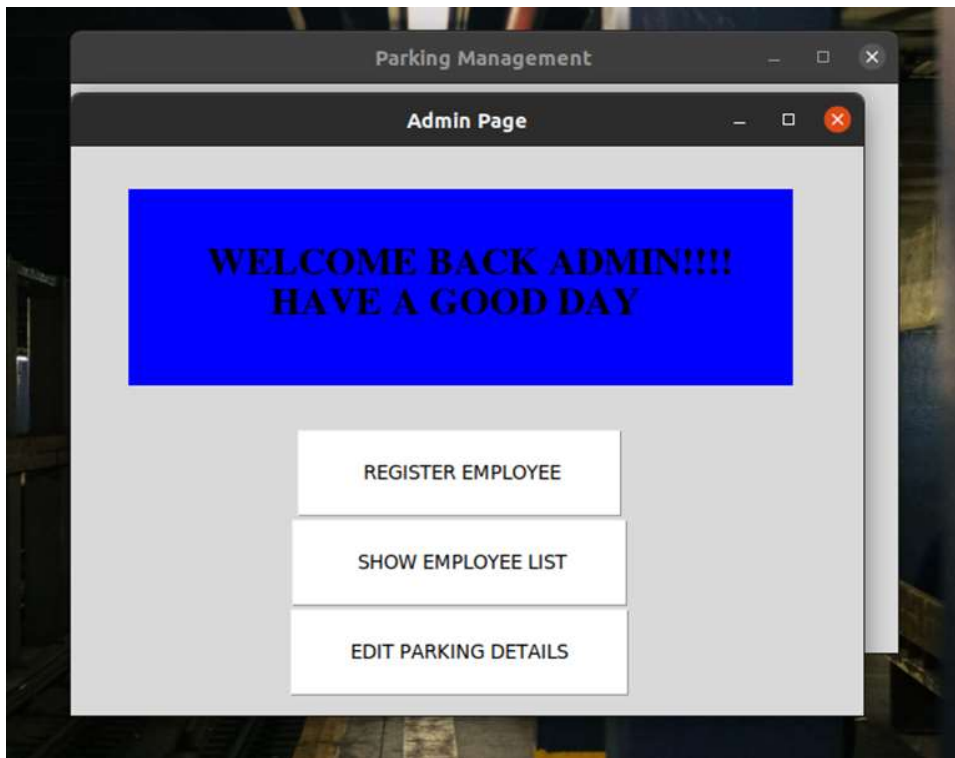 Parking Management
Admin Page
WELCOME BACK ADMIN!!!!
HAVE A GOOD DAY
REGISTER EMPLOYEE
SHOW EMPLOYEE LIST
EDIT PARKING DETAILS